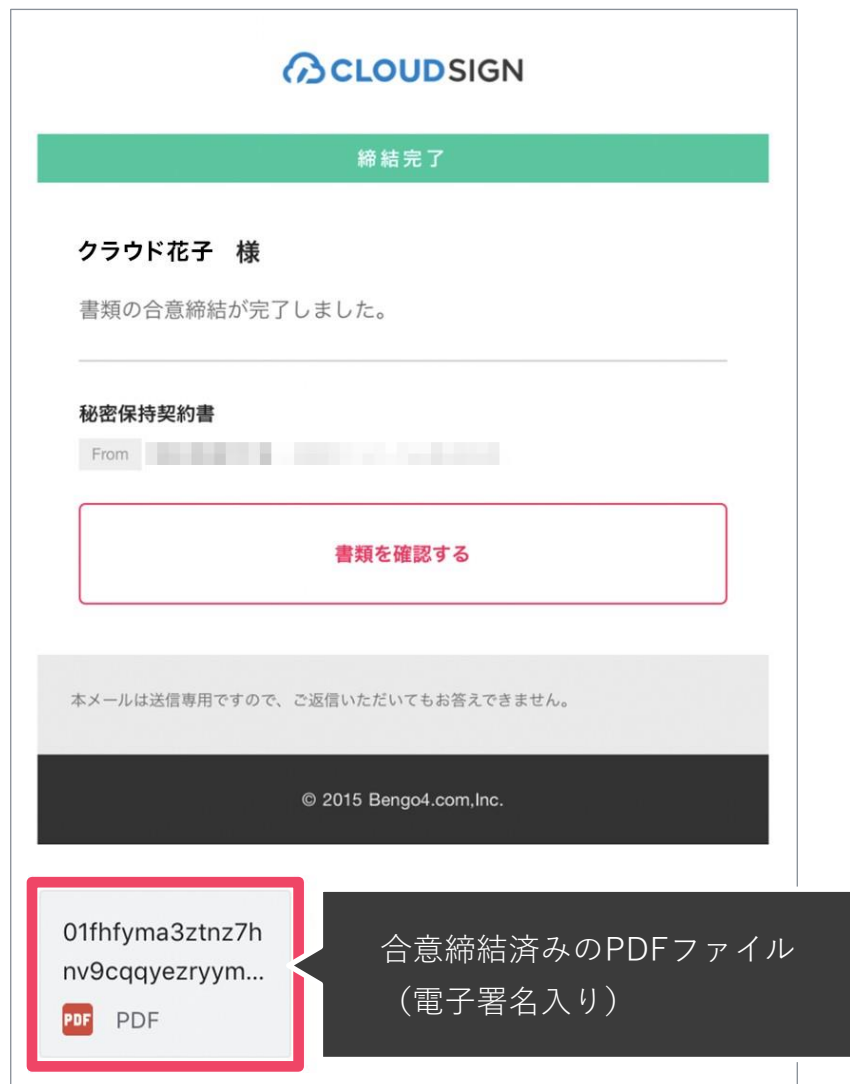 CLOUDSIGN
締結完了
クラウド花子　様
書類の合意締結が完了しました。
秘密保持契約書
From
書類を確認する
本メールは送信専用ですので、ご返信いただいてもお答えできません。
© 2015 Bengo4.com,Inc.
01fhfyma3ztnz7h
nv9cqqyezryym...
PDF PDF
合意締結済みのPDFファイル
（電子署名入り）